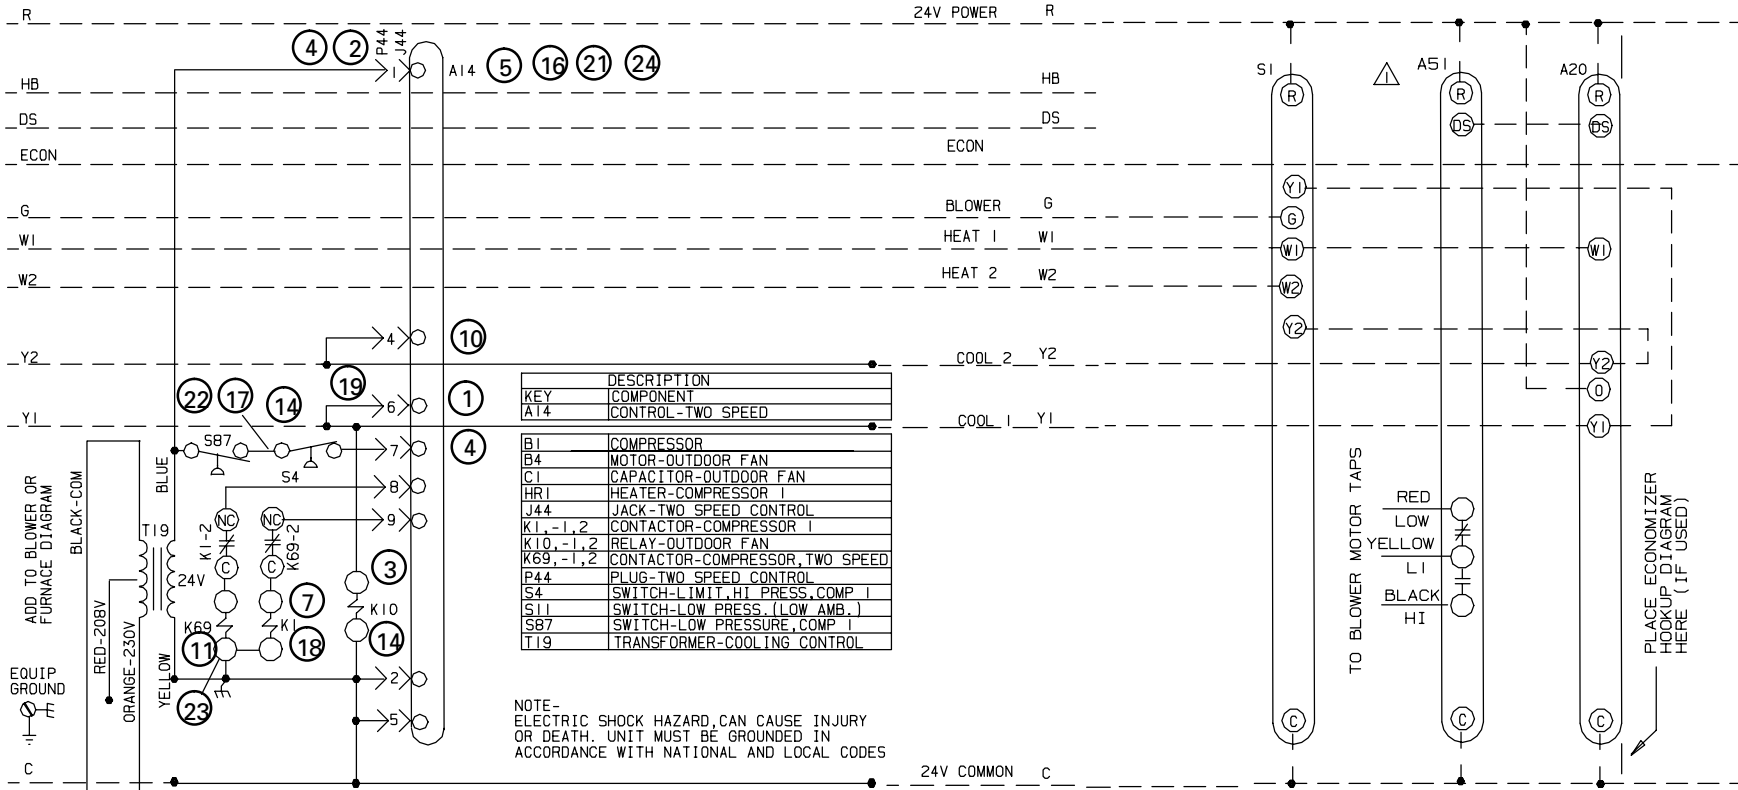 R
24V POWER R
4 2
P44
J44
1
A14
5 16 21 24
S1
1
A51
A20
HB
HB
R
R
R
DS
DS
DS
DS
ECON
ECON
Y1
G
BLOWER G
G
W1
HEAT 1 W1
W1
W1
W2
HEAT 2 W2
W2
Y2
4
10
Y2
COOL 2 Y2
Y2
O
19
22 17 14
6
1
Y1
COOL 1 Y1
Y1
S87
S4
7
4
8
9
NC
NC
C
C
K1-2
K69-2
K69
K1
7
18
11
23
3
K10
14
2
5
DESCRIPTION
KEY COMPONENT
A14 CONTROL-TWO SPEED
B1 COMPRESSOR
B4 MOTOR-OUTDOOR FAN
C1 CAPACITOR-OUTDOOR FAN
HR1 HEATER-COMPRESSOR 1
J44 JACK-TWO SPEED CONTROL
K1,-1,2 CONTACTOR-COMPRESSOR 1
K10,-1,2 RELAY-OUTDOOR FAN
K69,-1,2 CONTACTOR-COMPRESSOR,TWO SPEED
P44 PLUG-TWO SPEED CONTROL
S4 SWITCH-LIMIT,HI PRESS,COMP 1
S11 SWITCH-LOW PRESS.(LOW AMB.)
S87 SWITCH-LOW PRESSURE,COMP 1
T19 TRANSFORMER-COOLING CONTROL
ADD TO BLOWER OR
FURNACE DIAGRAM
BLACK-COM
BLUE
T19
24V
RED-208V
ORANGE-230V
YELLOW
EQUIP
GROUND
NOTE-
ELECTRIC SHOCK HAZARD,CAN CAUSE INJURY
OR DEATH. UNIT MUST BE GROUNDED IN
ACCORDANCE WITH NATIONAL AND LOCAL CODES
TO BLOWER MOTOR TAPS
RED
LOW
YELLOW
L1
BLACK
HI
PLACE ECONOMIZER
HOOKUP DIAGRAM
HERE (IF USED)
C
C
C
C
24V COMMON C